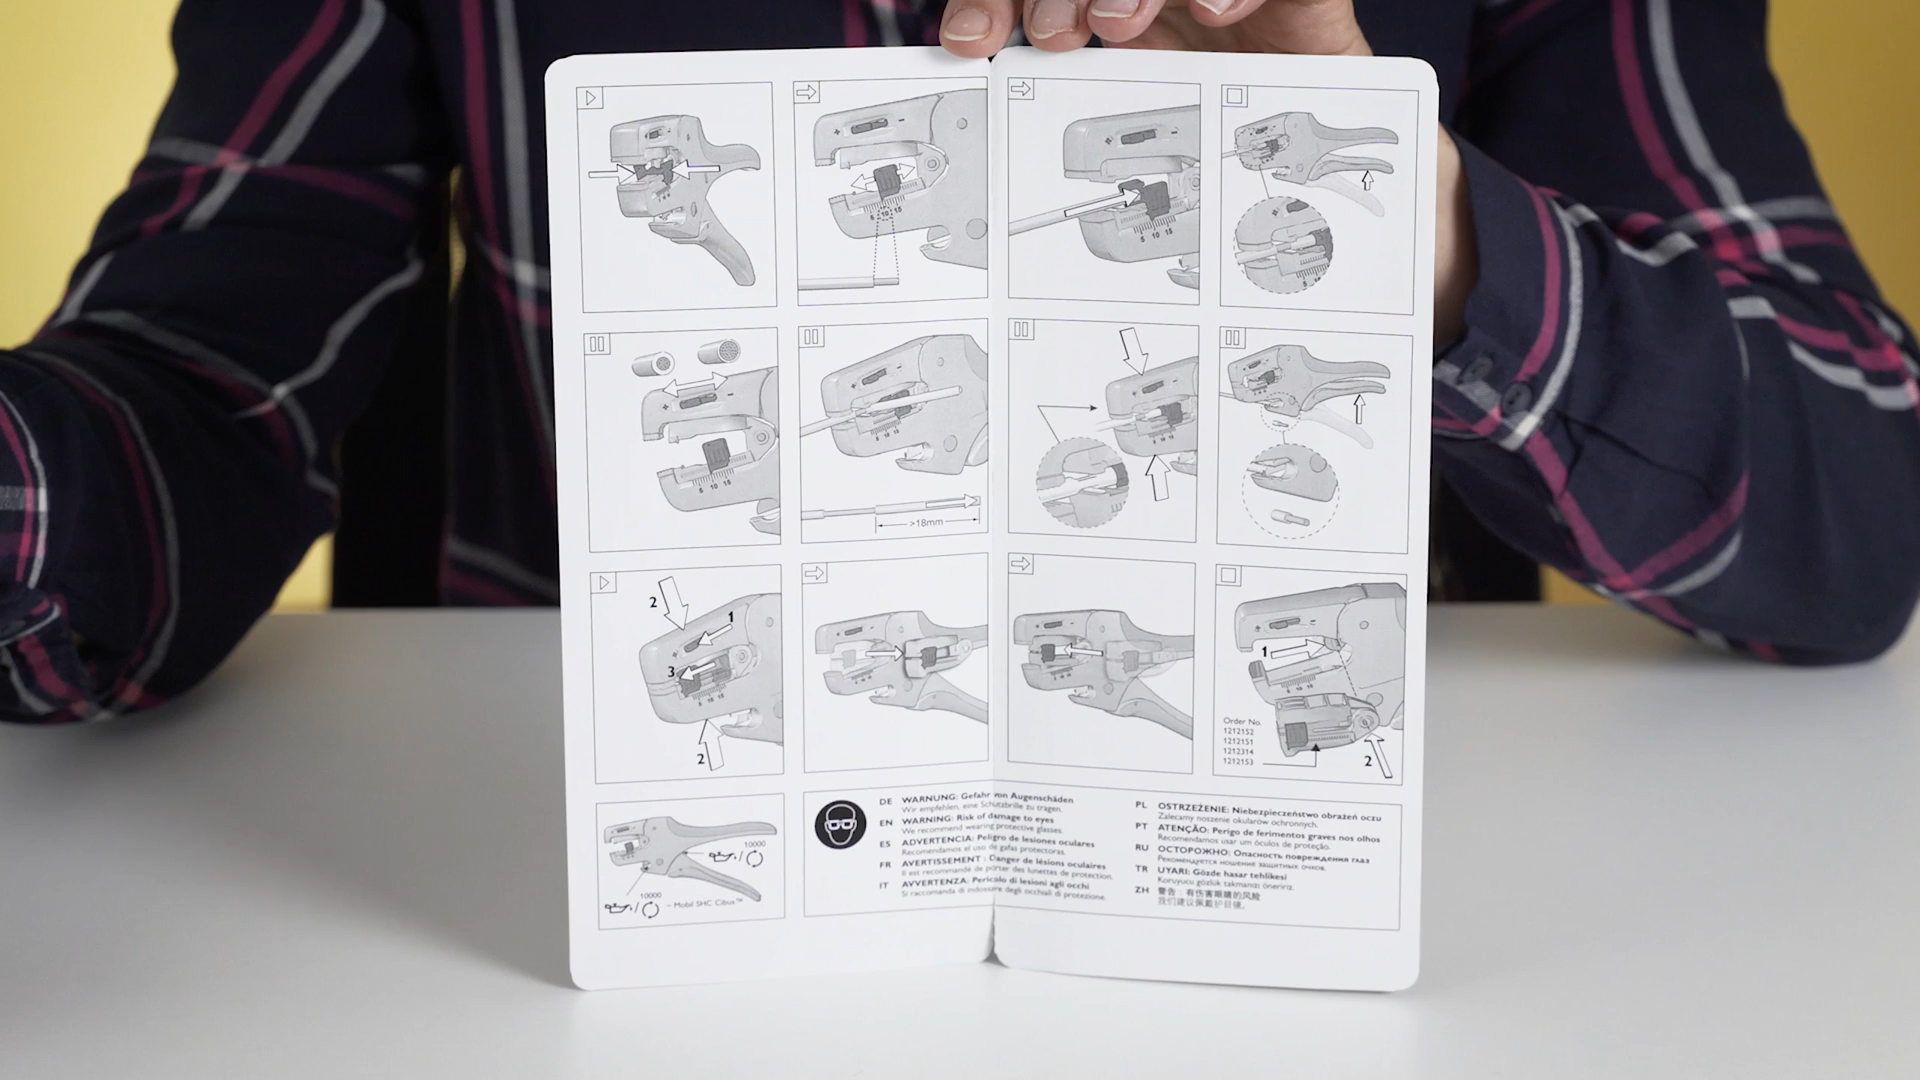 + -
5 10 15
5 10 15
+ -
5 10 15
>18mm
5 10 15
2
1
3
5 10 15
2
1
Order No.
1212152
1212151
1212314
1212153
2
10000
10000
– Mobil SHC Cibus™
DE WARNUNG: Gefahr von Augenschäden
Wir empfehlen, eine Schutzbrille zu tragen.
EN WARNING: Risk of damage to eyes
We recommend wearing protective glasses.
ES ADVERTENCIA: Peligro de lesiones oculares
Recomendamos el uso de gafas protectoras.
FR AVERTISSEMENT : Danger de lésions oculaires
Il est recommandé de porter des lunettes de protection.
IT AVVERTENZA: Pericolo di lesioni agli occhi
Si raccomanda di indossare degli occhiali di protezione.
PL OSTRZEŻENIE: Niebezpieczeństwo obrażeń oczu
Zalecamy noszenie okularów ochronnych.
PT ATENÇÃO: Perigo de ferimentos graves nos olhos
Recomendamos usar um óculos de proteção.
RU ОСТОРОЖНО: Опасность повреждения глаз
Рекомендуется ношение защитных очков.
TR UYARI: Gözde hasar tehlikesi
Koruyucu gözlük takmanızı öneririz.
ZH 警告：有伤害眼睛的风险
我们建议佩戴护目镜。